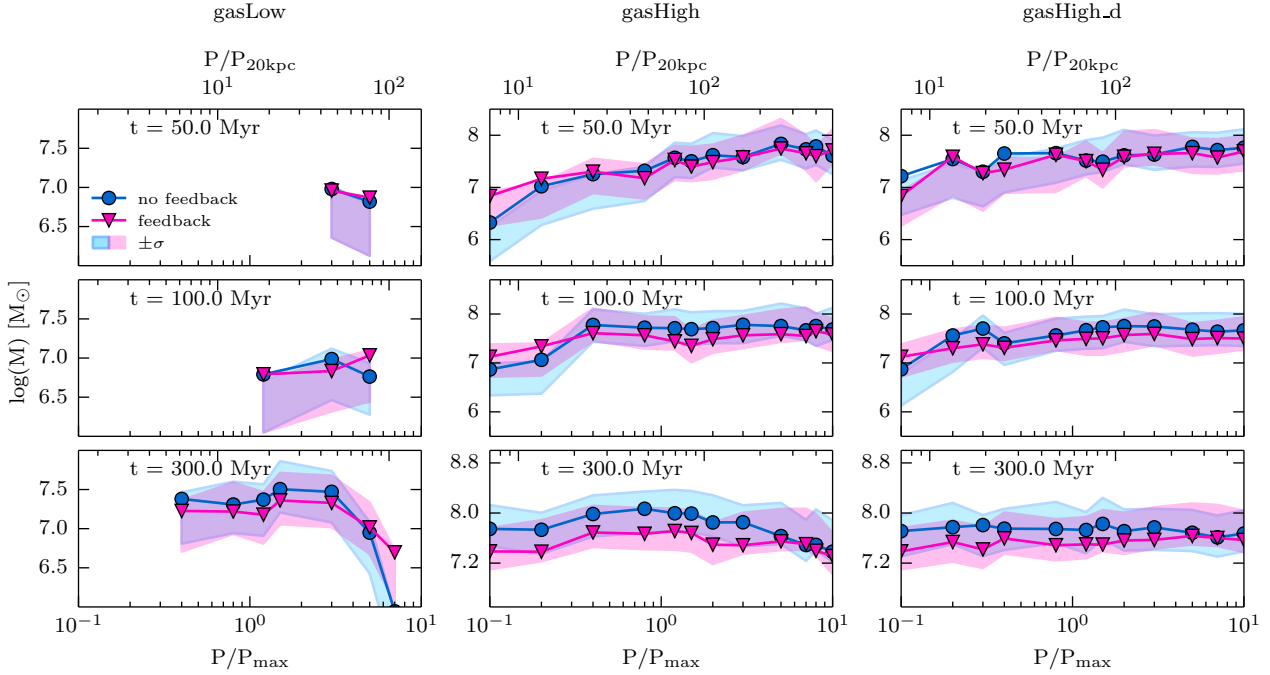 gasLow gasHigh gasHigh_d
P/P20kpc P/P20kpc P/P20kpc
10¹ 10² 10¹ 10² 10¹ 10²
t = 50.0 Myr t = 50.0 Myr t = 50.0 Myr
7.5 7.0 6.5 8 7 6 8 7 6
no feedback
feedback
±σ
log(M) [M⊙]
t = 100.0 Myr t = 100.0 Myr t = 100.0 Myr
7.5 7.0 6.5 8 7 6 8 7 6
t = 300.0 Myr t = 300.0 Myr t = 300.0 Myr
7.5 7.0 6.5 8.8 8.0 7.2 8.8 8.0 7.2
10⁻¹ 10⁰ 10¹ 10⁻¹ 10⁰ 10¹ 10⁻¹ 10⁰ 10¹
P/Pmax P/Pmax P/Pmax